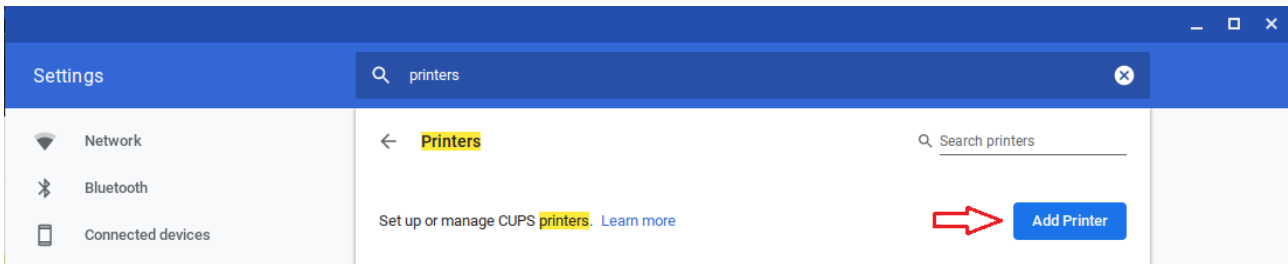 Settings
printers
Network
Bluetooth
Connected devices
Printers
Search printers
Set up or manage CUPS printers. Learn more
Add Printer